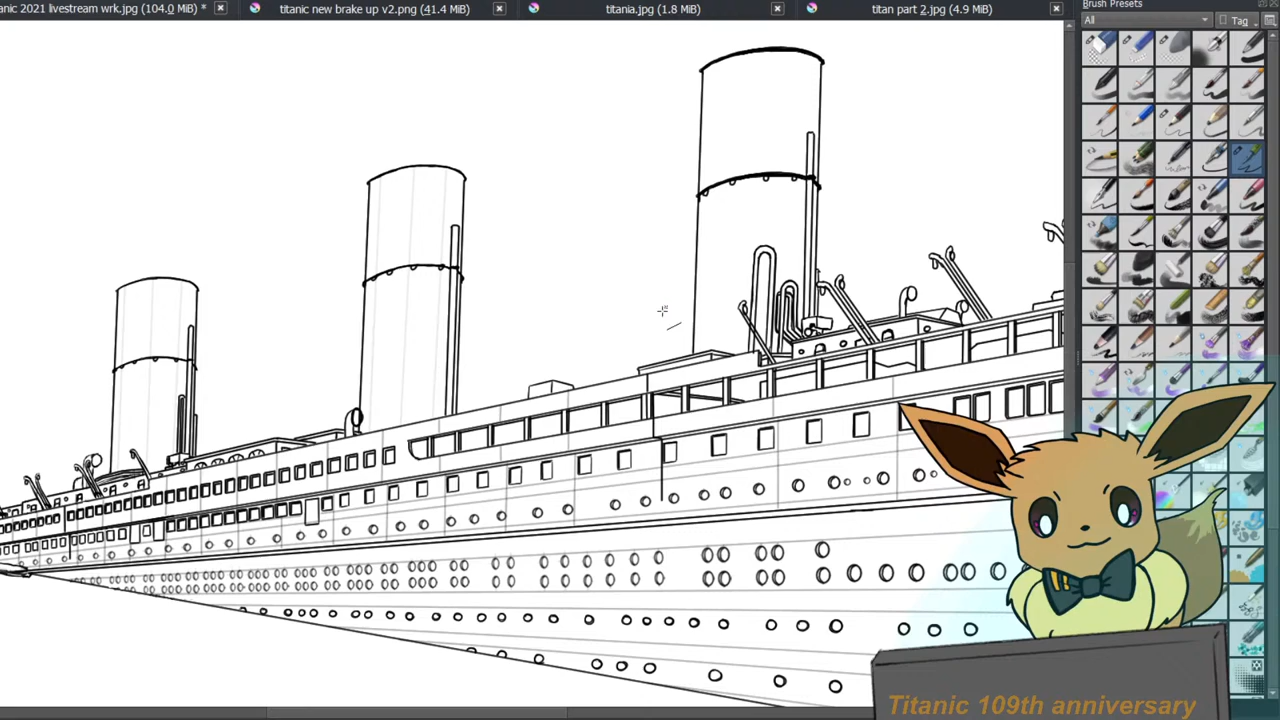 anic 2021 livestream wrk.jpg (104.0 MiB) *
titanic new brake up v2.png (41.4 MiB)
titania.jpg (1.8 MiB)
titan part 2.jpg (4.9 MiB)
Brush Presets
All
Tag
Titanic 109th anniversary